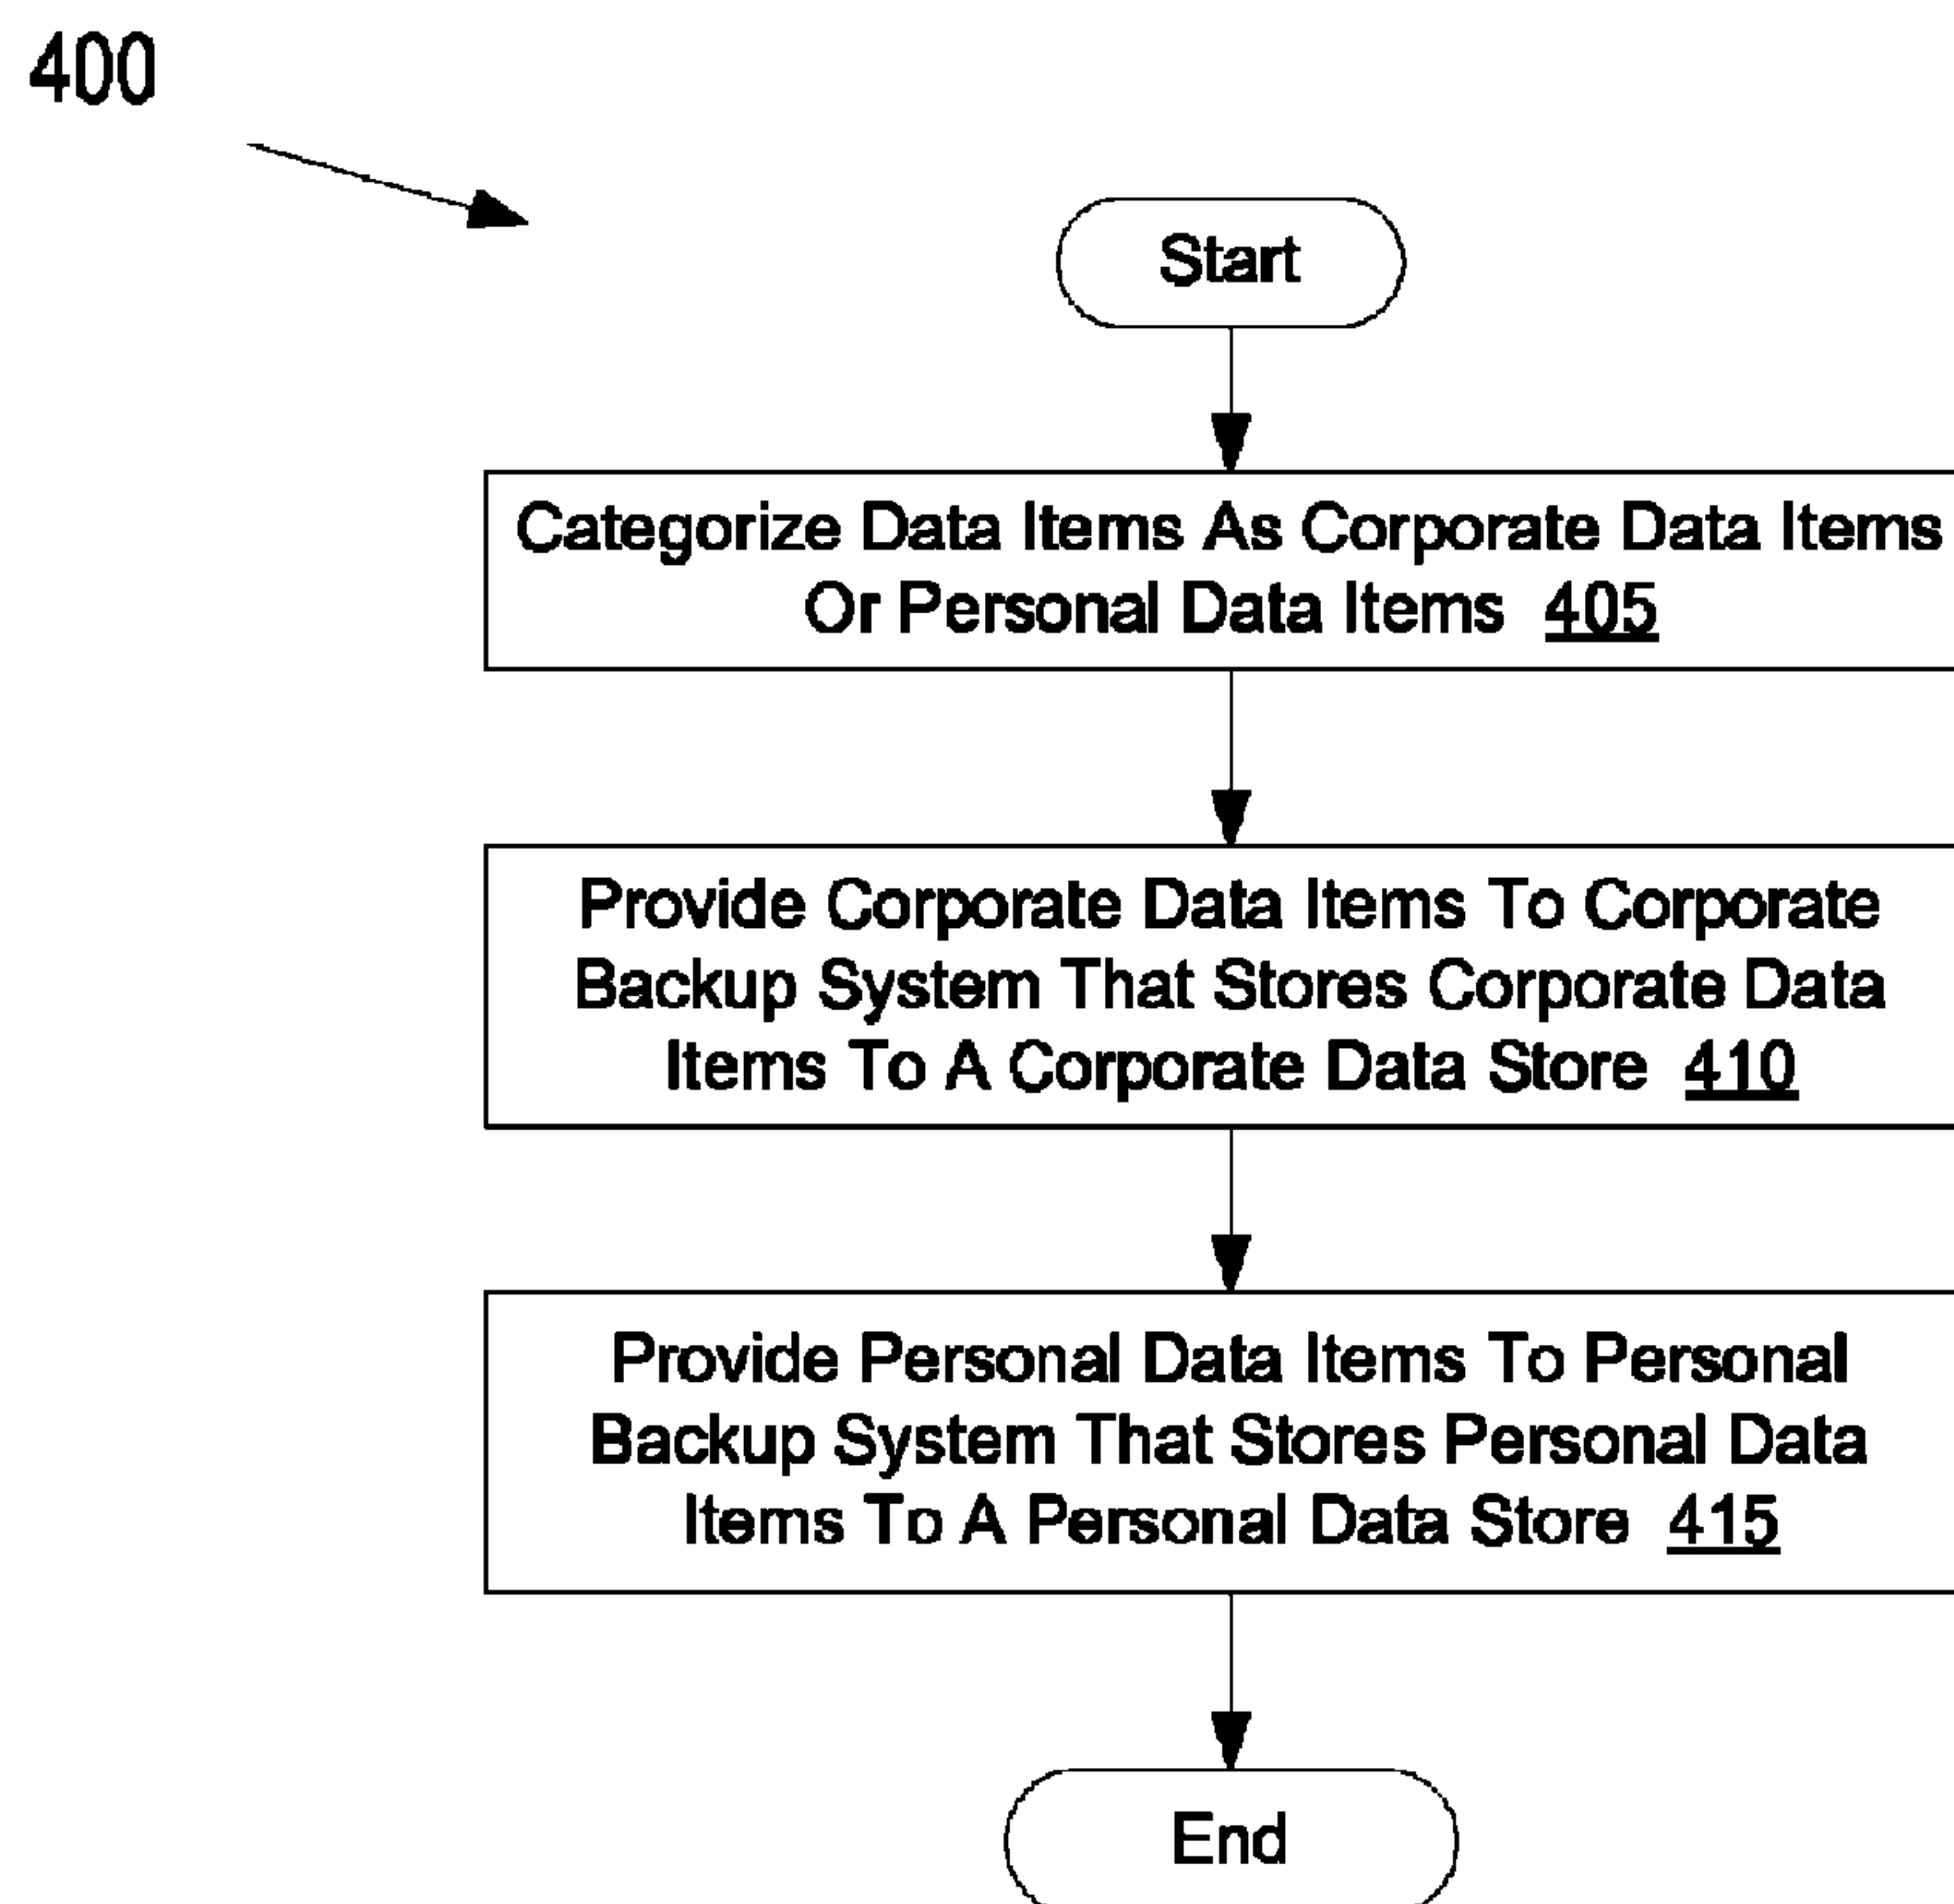 400
Start
Categorize Data Items As Corporate Data Items
Or Personal Data Items 405
Provide Corporate Data Items To Corporate
Backup System That Stores Corporate Data
Items To A Corporate Data Store 410
Provide Personal Data Items To Personal
Backup System That Stores Personal Data
Items To A Personal Data Store 415
End